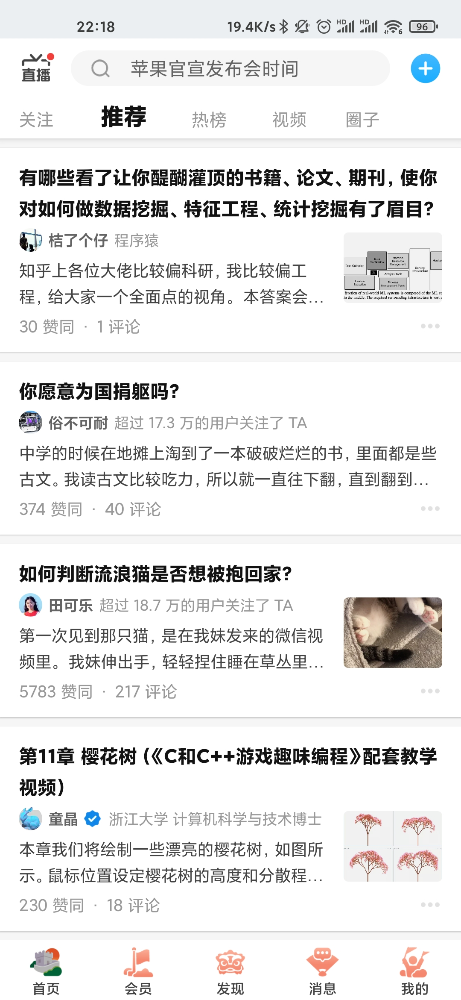 22:18 19.4K/s HD HD 6 96
直播 苹果官宣发布会时间
关注 推荐 热榜 视频 圈子
有哪些看了让你醍醐灌顶的书籍、论文、期刊，使你
对如何做数据挖掘、特征工程、统计挖掘有了眉目？
桔了个仔 程序猿
知乎上各位大佬比较偏科研，我比较偏工
程，给大家一个全面点的视角。本答案会...
Data Collection
Data Verification
Machine Resource Management
Serving Infrastructure
Monitor
ML Code
Analysis Tools
Feature Extraction
Process Management Tools
fraction of real-world ML systems is composed of the ML co
in the middle. The required surrounding infrastructure is vast a
30 赞同 · 1 评论
你愿意为国捐躯吗？
俗不可耐 超过 17.3 万的用户关注了 TA
中学的时候在地摊上淘到了一本破破烂烂的书，里面都是些
古文。我读古文比较吃力，所以就一直往下翻，直到翻到...
374 赞同 · 40 评论
如何判断流浪猫是否想被抱回家？
田可乐 超过 18.7 万的用户关注了 TA
第一次见到那只猫，是在我妹发来的微信视
频里。我妹伸出手，轻轻捏住睡在草丛里...
5783 赞同 · 217 评论
第11章 樱花树（《C和C++游戏趣味编程》配套教学
视频）
童晶 浙江大学 计算机科学与技术博士
本章我们将绘制一些漂亮的樱花树，如图所
示。鼠标位置设定樱花树的高度和分散程...
230 赞同 · 18 评论
首页 会员 发现 消息 我的